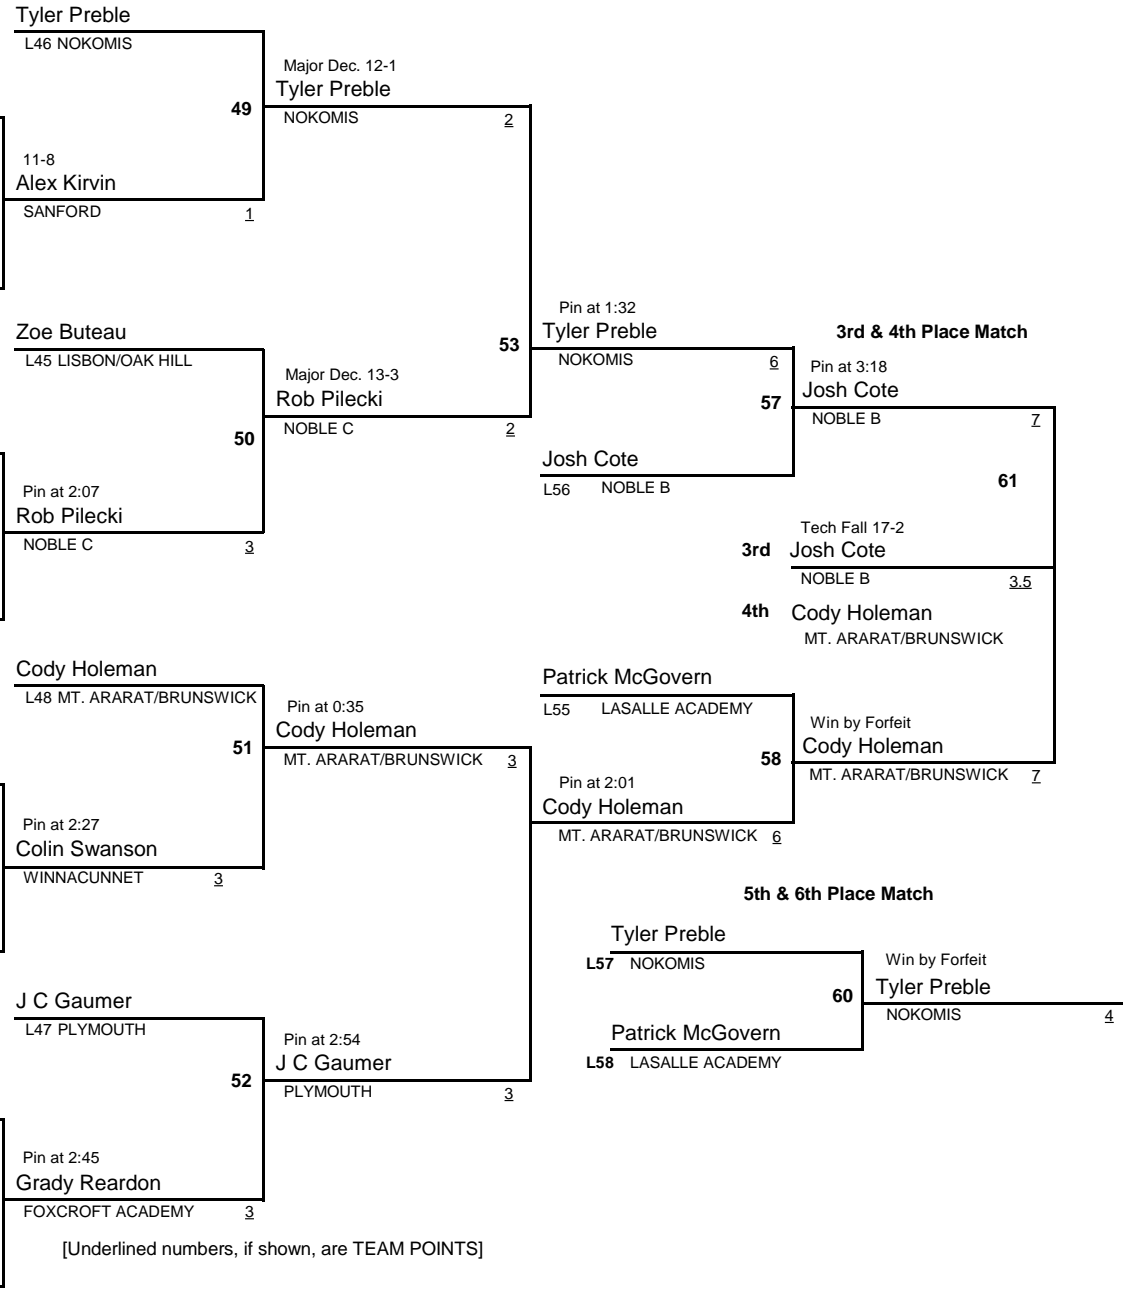 Tyler Preble
L46 NOKOMIS
Major Dec. 12-1
Tyler Preble
49
NOKOMIS 2
11-8
Alex Kirvin
SANFORD 1
Pin at 1:32
Zoe Buteau
Tyler Preble
3rd & 4th Place Match
53
L45 LISBON/OAK HILL
NOKOMIS 6
Pin at 3:18
Major Dec. 13-3
Josh Cote
Rob Pilecki
57
NOBLE B 7
NOBLE C 2
50
Josh Cote
L56 NOBLE B
61
Pin at 2:07
Rob Pilecki
Tech Fall 17-2
NOBLE C 3
3rd Josh Cote
NOBLE B 3.5
4th Cody Holeman
MT. ARARAT/BRUNSWICK
Cody Holeman
Patrick McGovern
L48 MT. ARARAT/BRUNSWICK
Pin at 0:35
L55 LASALLE ACADEMY
Win by Forfeit
Cody Holeman
51
Cody Holeman
MT. ARARAT/BRUNSWICK 3
58
MT. ARARAT/BRUNSWICK 7
Pin at 2:01
Cody Holeman
Pin at 2:27
MT. ARARAT/BRUNSWICK 6
Colin Swanson
WINNACUNNET 3
5th & 6th Place Match
Tyler Preble
L57 NOKOMIS
Win by Forfeit
Tyler Preble
60
J C Gaumer
NOKOMIS 4
L47 PLYMOUTH
Patrick McGovern
Pin at 2:54
J C Gaumer
L58 LASALLE ACADEMY
52
PLYMOUTH 3
Pin at 2:45
Grady Reardon
FOXCROFT ACADEMY 3
[Underlined numbers, if shown, are TEAM POINTS]